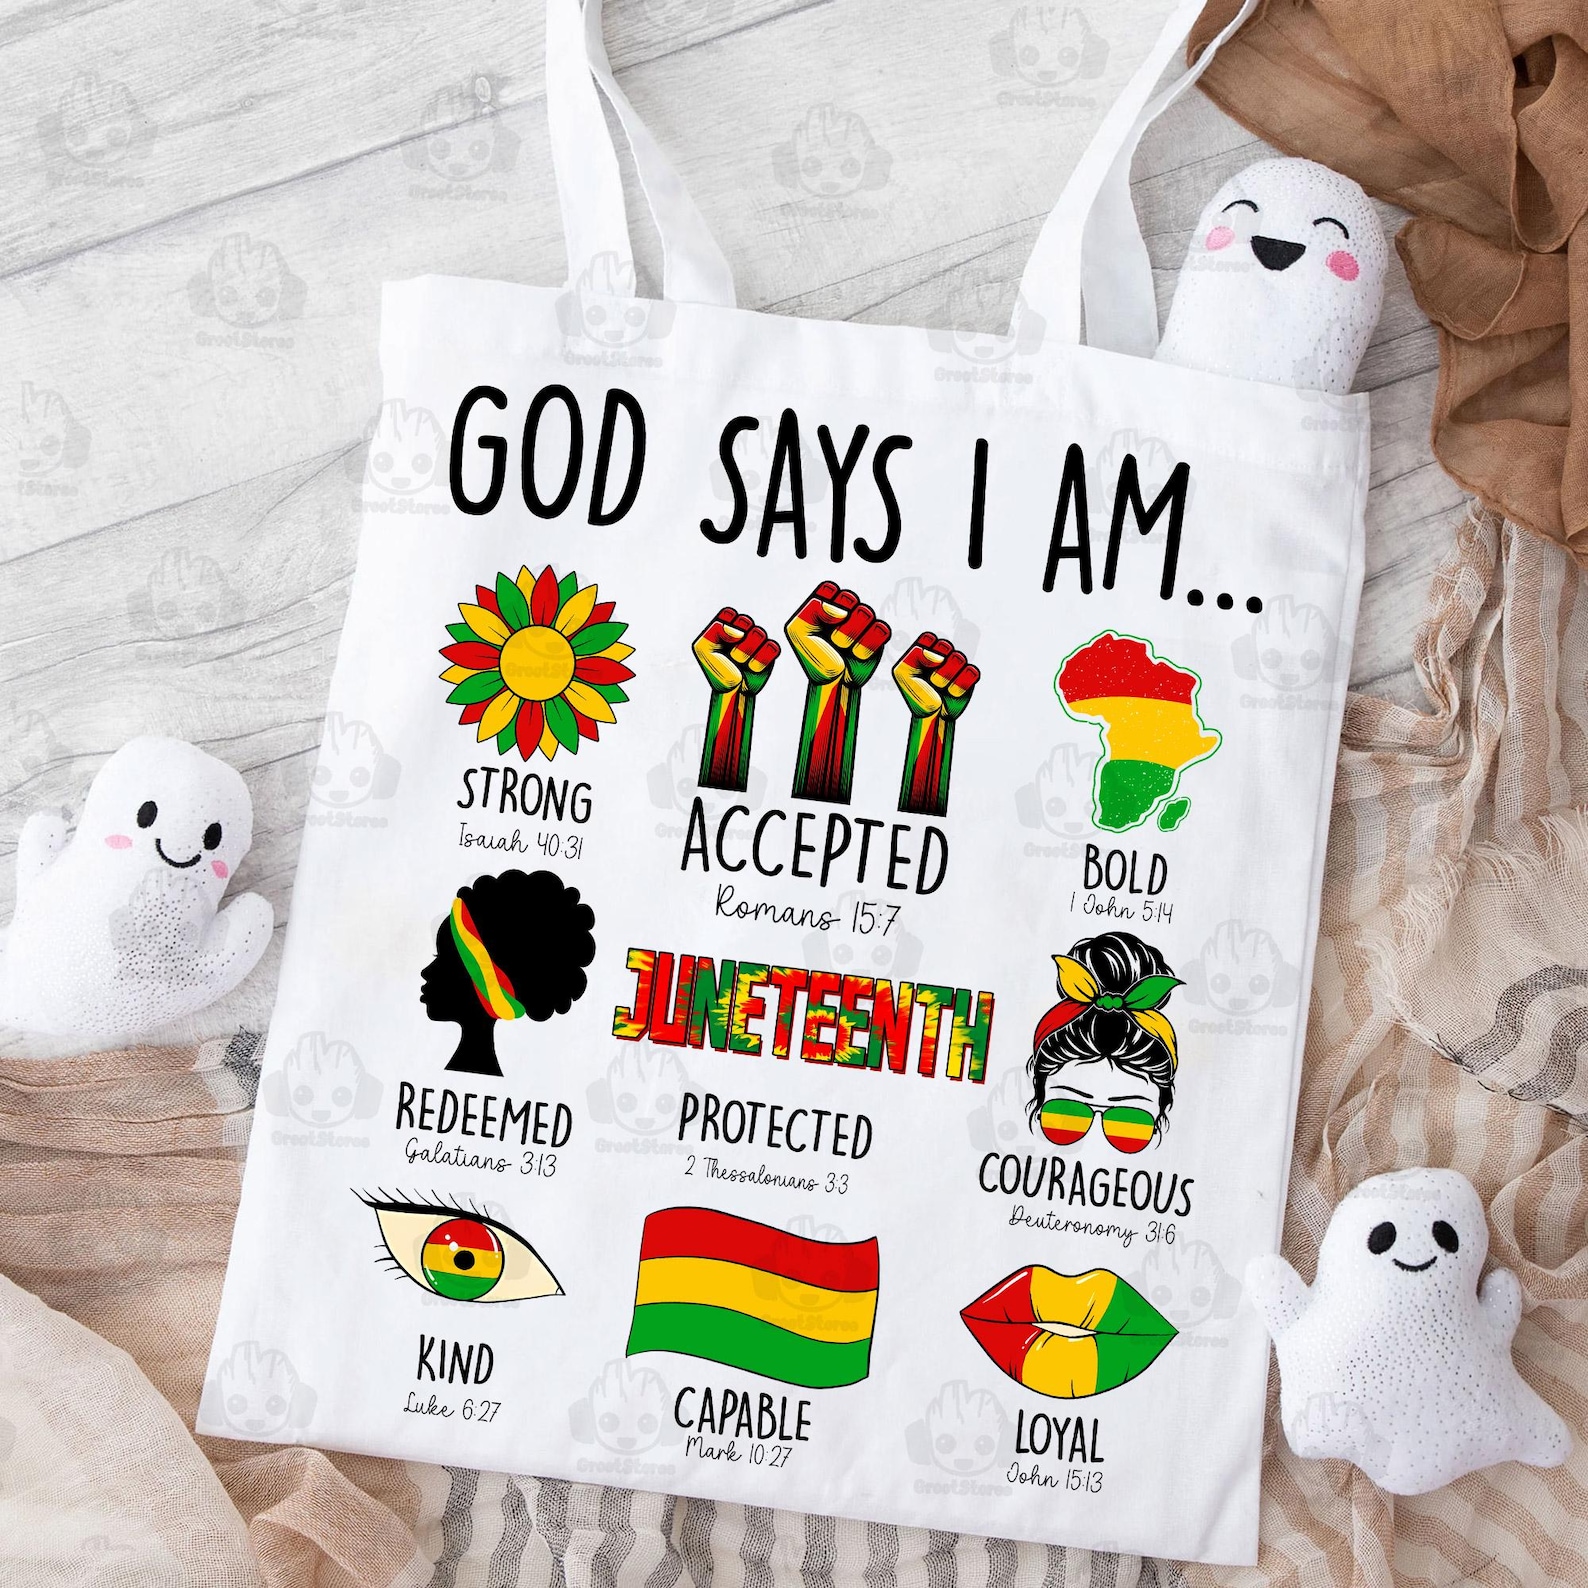 GOD SAYS I AM...
STRONG
Isaiah 40:31
ACCEPTED
Romans 15:7
BOLD
1 John 5:14
REDEEMED
Galatians 3:13
JUNETEENTH
PROTECTED
2 Thessalonians 3:3
COURAGEOUS
Deuteronomy 31:6
KIND
Luke 6:27
CAPABLE
Mark 10:27
LOYAL
John 15:13
GrootStores